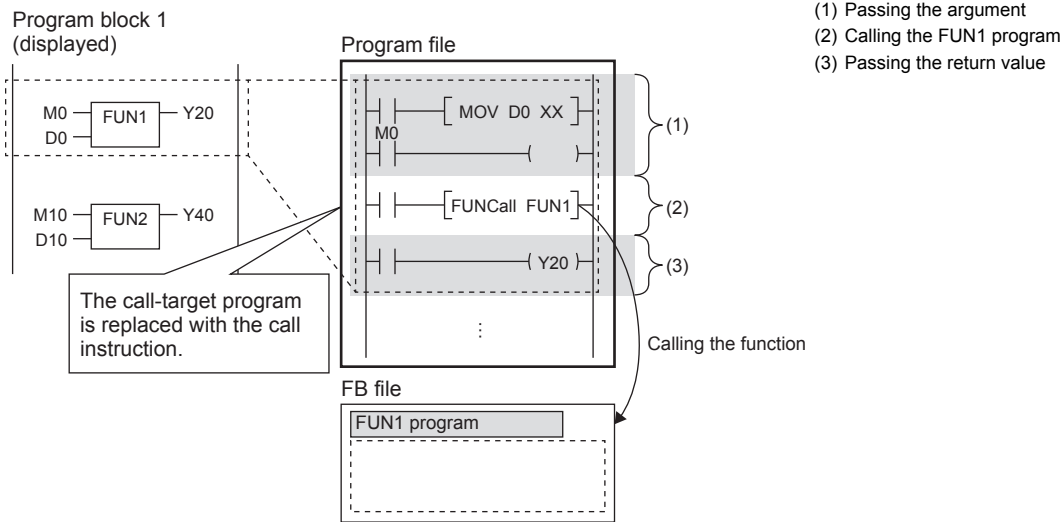 Program block 1
(displayed)
M0 FUN1 Y20
D0
M10 FUN2 Y40
D10
The call-target program
is replaced with the call
instruction.
Program file
MOV D0 XX
M0
(1)
FUNCall FUN1
(2)
Y20
(3)
⋮
Calling the function
FB file
FUN1 program
(1) Passing the argument
(2) Calling the FUN1 program
(3) Passing the return value